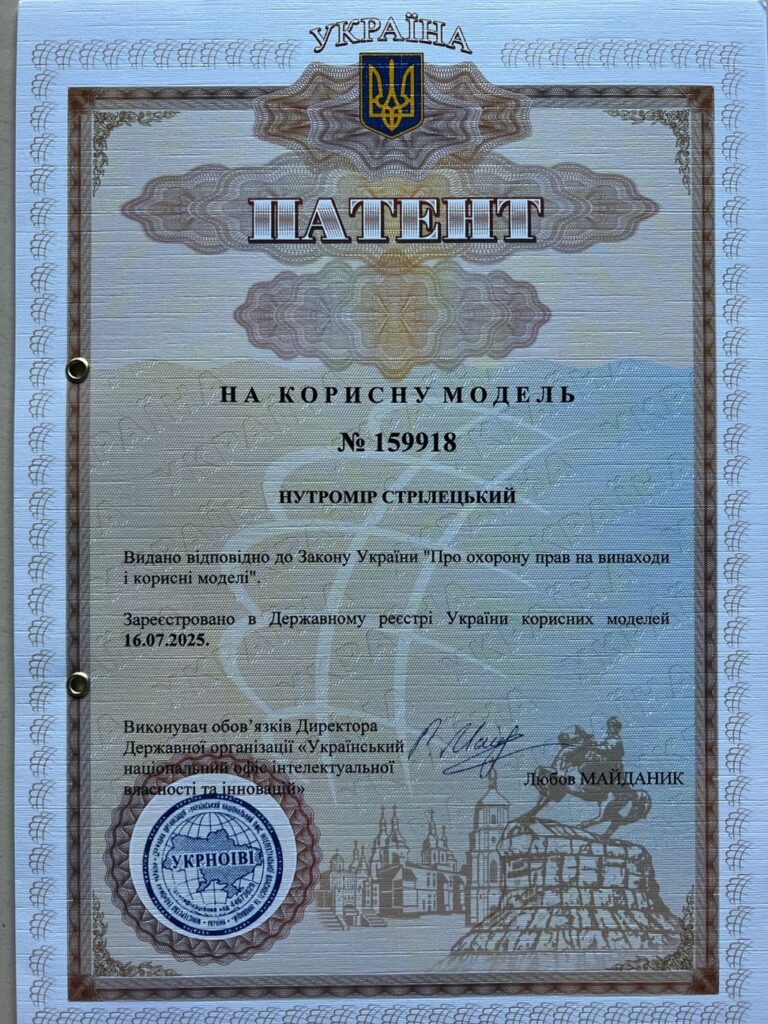 УКРАЇНА
ПАТЕНТ
НА КОРИСНУ МОДЕЛЬ
№ 159918
НУТРОМІР СТРІЛЕЦЬКИЙ
Видано відповідно до Закону України "Про охорону прав на винаходи
і корисні моделі".
Зареєстровано в Державному реєстрі України корисних моделей
16.07.2025.
Виконувач обов’язків Директора
Державної організації «Український
національний офіс інтелектуальної
власності та інновацій»
Любов МАЙДАНИК
УКРНОІВІ